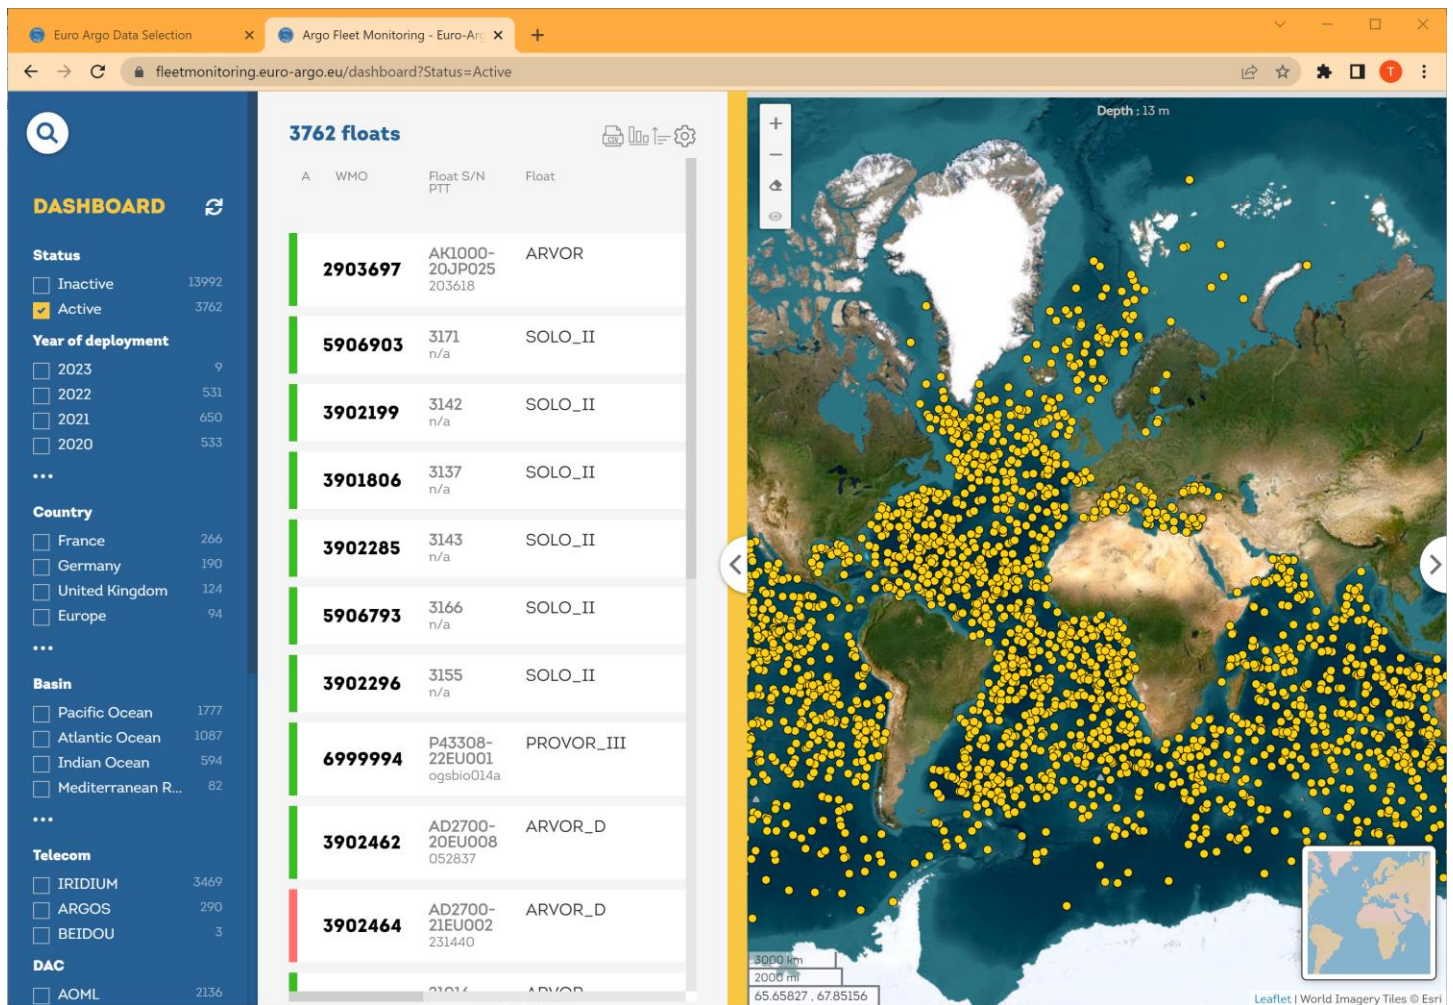 Euro Argo Data Selection
Argo Fleet Monitoring - Euro-Arg
fleetmonitoring.euro-argo.eu/dashboard?Status=Active
T
DASHBOARD
Status
Inactive 13992
Active 3762
Year of deployment
2023 9
2022 531
2021 650
2020 533
...
Country
France 266
Germany 190
United Kingdom 124
Europe 94
...
Basin
Pacific Ocean 1777
Atlantic Ocean 1087
Indian Ocean 594
Mediterranean R... 82
...
Telecom
IRIDIUM 3469
ARGOS 290
BEIDOU 3
DAC
AOML 2136
3762 floats
CSV
A WMO Float S/N Float
PTT
2903697 AK1000-20JP025 203618 ARVOR
5906903 3171 n/a SOLO_II
3902199 3142 n/a SOLO_II
3901806 3137 n/a SOLO_II
3902285 3143 n/a SOLO_II
5906793 3166 n/a SOLO_II
3902296 3155 n/a SOLO_II
6999994 P43308-22EU001 ogsbio014a PROVOR_III
3902462 AD2700-20EU008 052837 ARVOR_D
3902464 AD2700-21EU002 231440 ARVOR_D
Depth : 13 m
3000 km
2000 mi
65.65827 , 67.85156
Leaflet | World Imagery Tiles © Esri